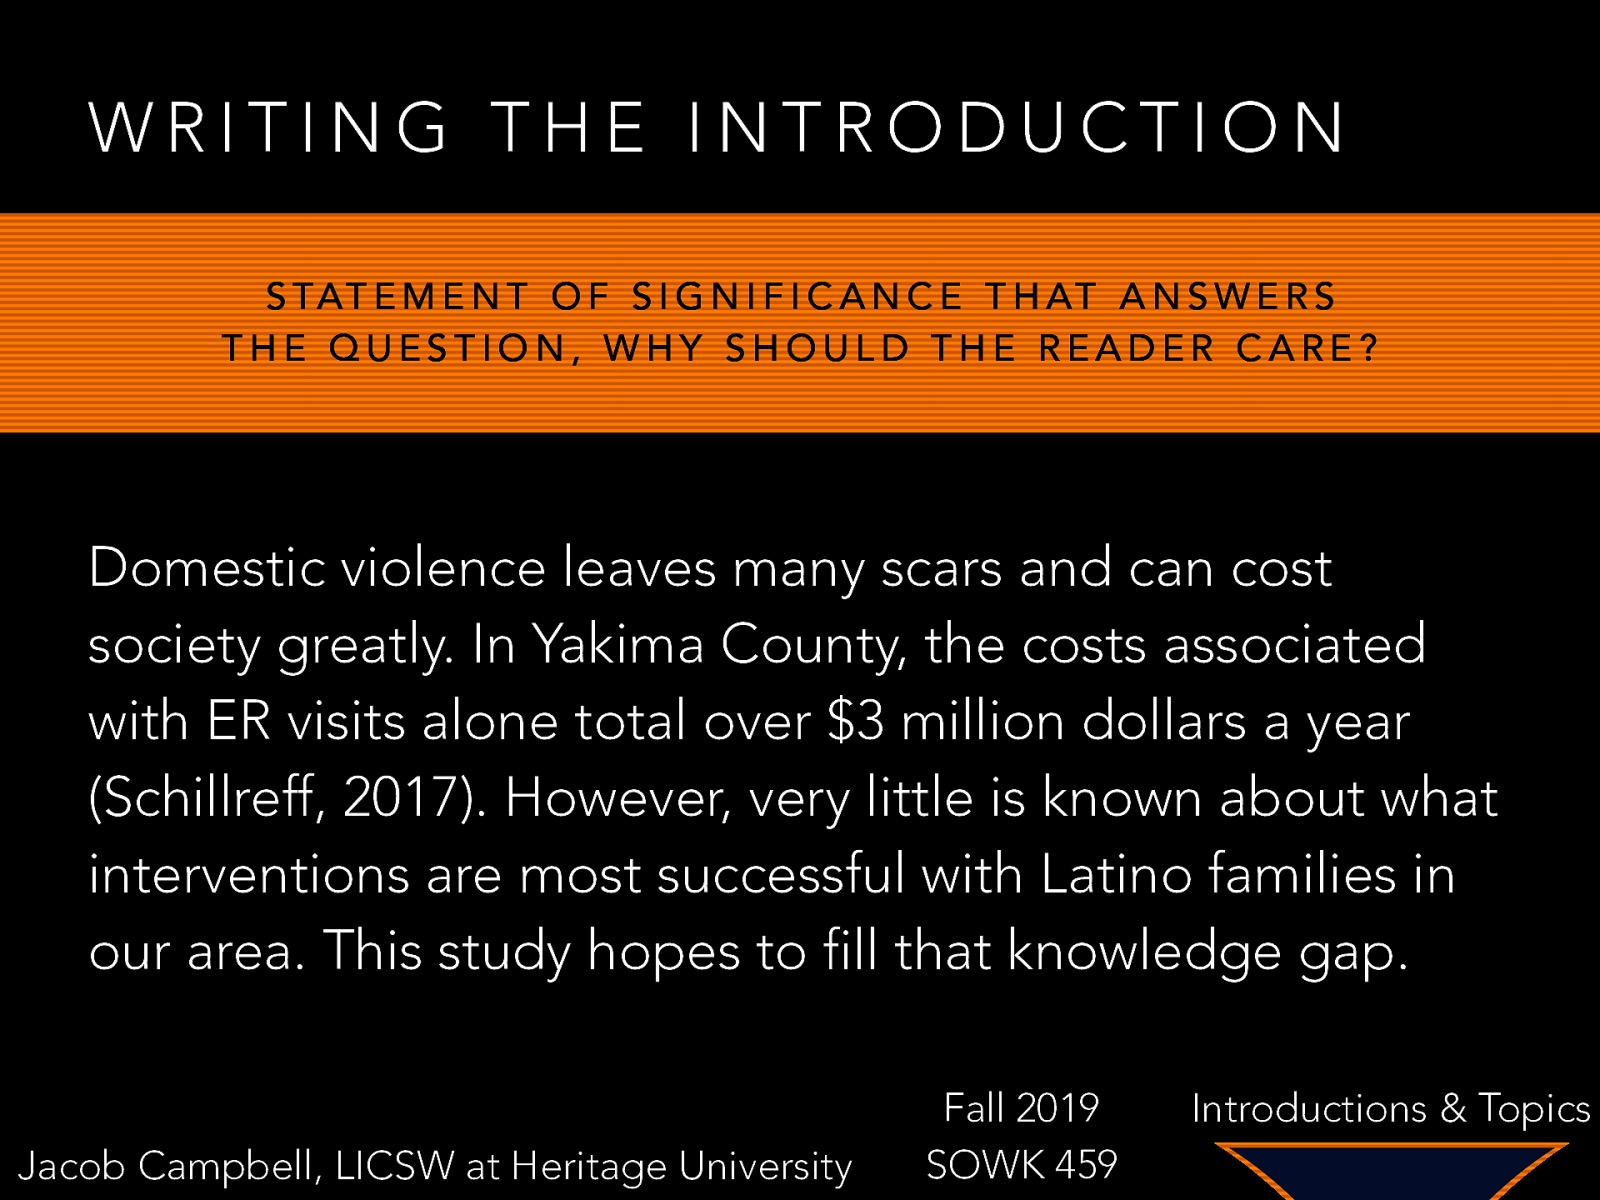 WRITING THE INTRODUCTION
STATEMENT OF SIGNIFICANCE THAT ANSWERS
THE QUESTION, WHY SHOULD THE READER CARE?
Domestic violence leaves many scars and can cost
society greatly. In Yakima County, the costs associated
with ER visits alone total over $3 million dollars a year
(Schillreff, 2017). However, very little is known about what
interventions are most successful with Latino families in
our area. This study hopes to fill that knowledge gap.
Jacob Campbell, LICSW at Heritage University
Fall 2019
SOWK 459
Introductions & Topics